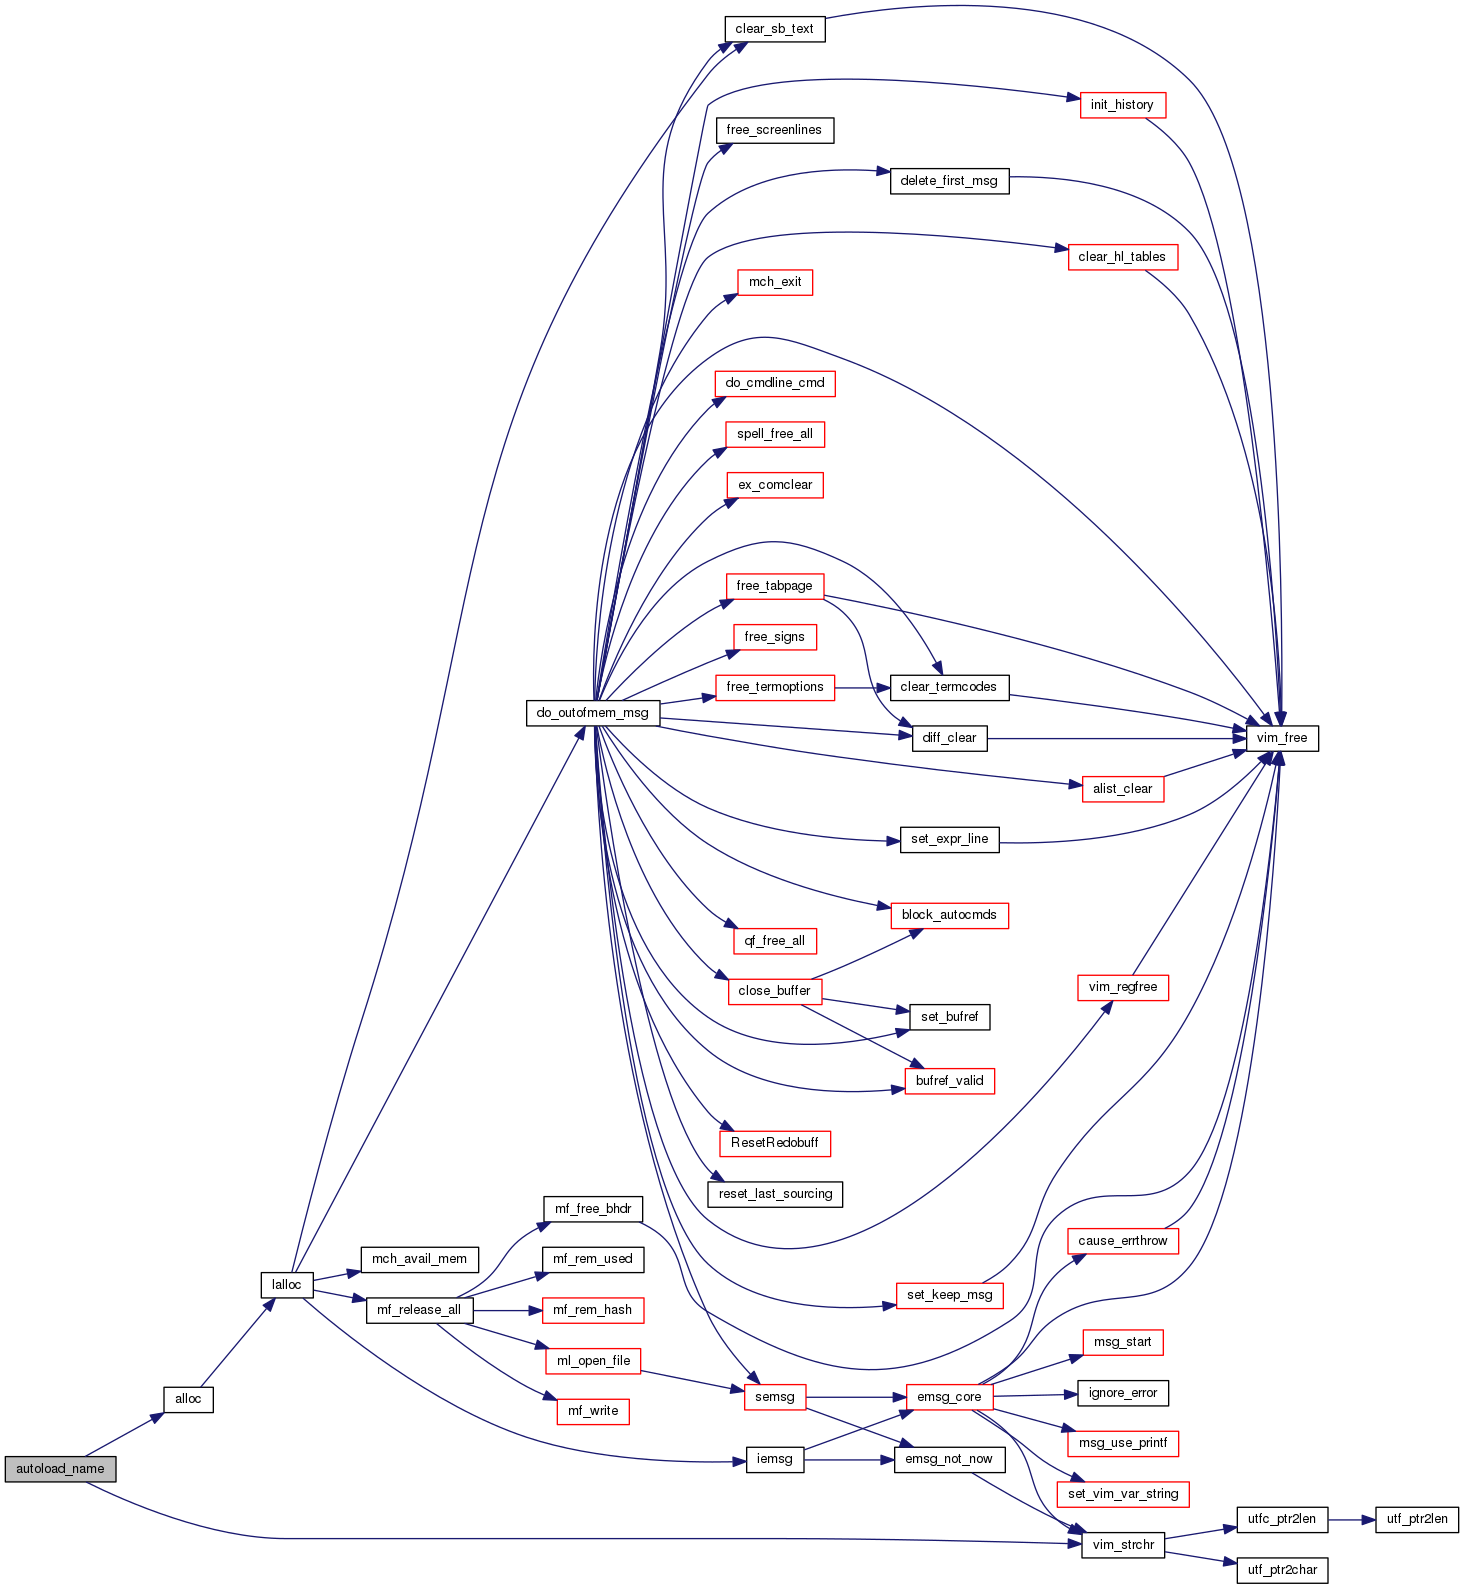 clear_sb_text
init_history
free_screenlines
delete_first_msg
clear_hl_tables
mch_exit
do_cmdline_cmd
spell_free_all
ex_comclear
free_tabpage
free_signs
free_termoptions
clear_termcodes
do_outofmem_msg
diff_clear
vim_free
alist_clear
set_expr_line
block_autocmds
qf_free_all
close_buffer
vim_regfree
set_bufref
bufref_valid
ResetRedobuff
reset_last_sourcing
mf_free_bhdr
cause_errthrow
mch_avail_mem
mf_rem_used
lalloc
set_keep_msg
mf_release_all
mf_rem_hash
msg_start
ml_open_file
alloc
semsg
emsg_core
ignore_error
mf_write
msg_use_printf
iemsg
emsg_not_now
autoload_name
set_vim_var_string
utfc_ptr2len
utf_ptr2len
vim_strchr
utf_ptr2char